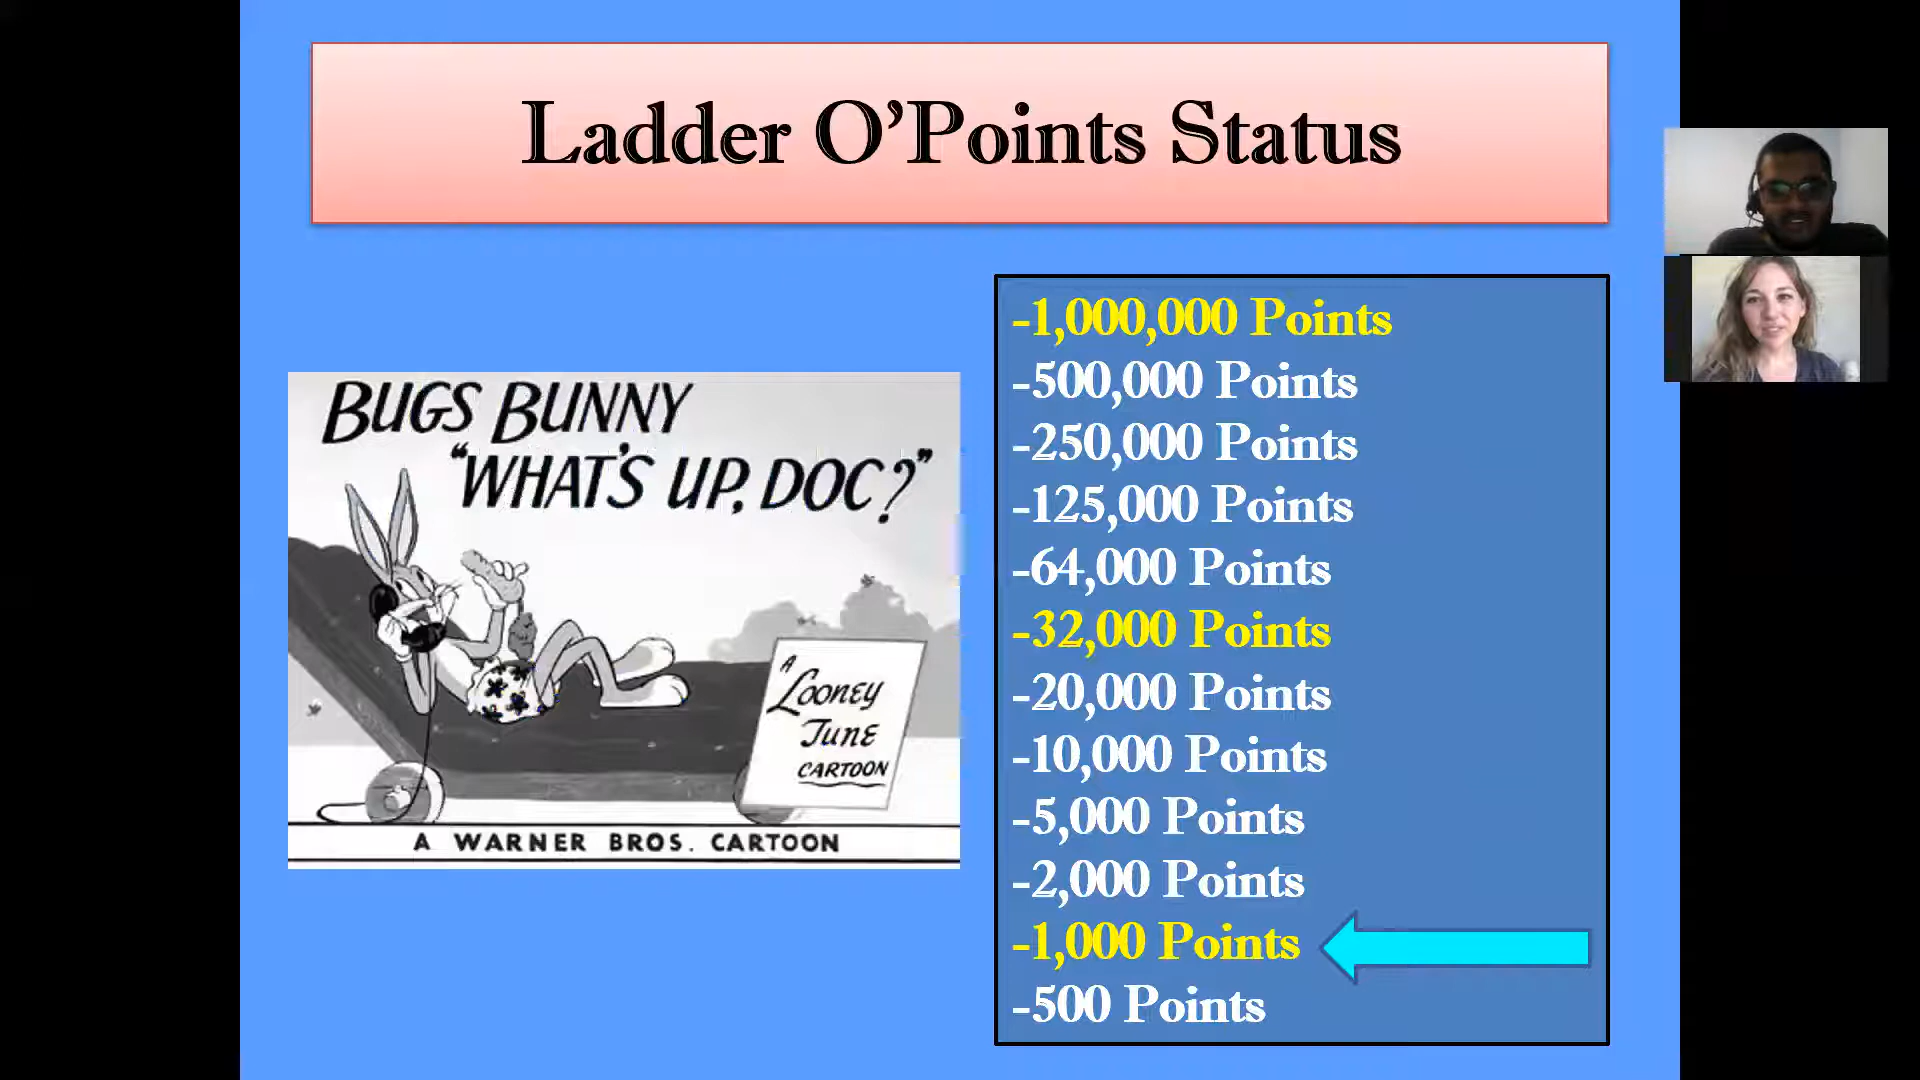 Ladder O'Points Status
BUGS BUNNY
"WHAT'S UP, DOC?"
A
LOONEY
TUNE
CARTOON
A WARNER BROS. CARTOON
-1,000,000 Points
-500,000 Points
-250,000 Points
-125,000 Points
-64,000 Points
-32,000 Points
-20,000 Points
-10,000 Points
-5,000 Points
-2,000 Points
-1,000 Points
-500 Points